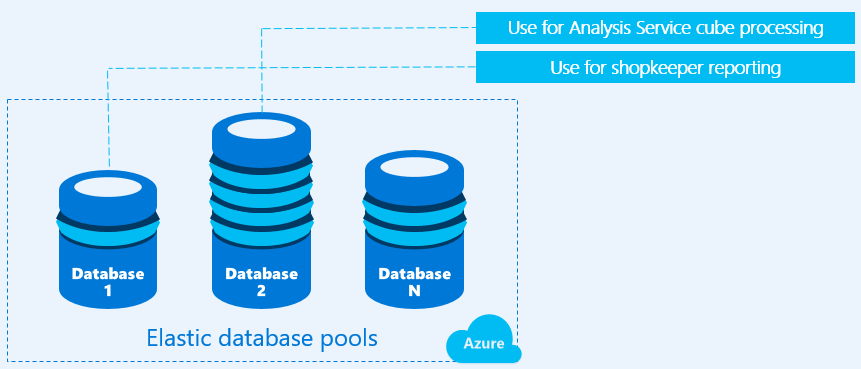 Use for Analysis Service cube processing
Use for shopkeeper reporting
Database
1
Database
2
Database
N
Elastic database pools
Azure